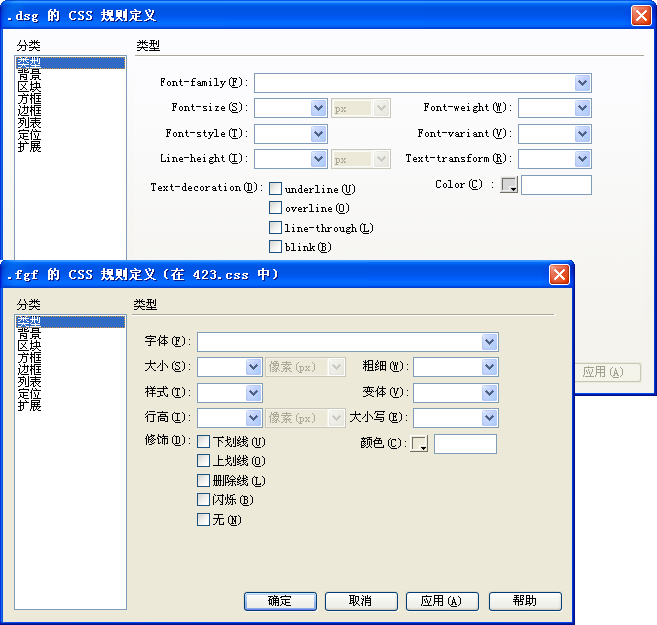 .dsg 的 CSS 规则定义
分类
类型
背景
区块
方框
边框
列表
定位
扩展
类型
Font-family(F):
Font-size(S): px Font-weight(W):
Font-style(T): Font-variant(V):
Line-height(I): px Text-transform(R):
Text-decoration(D): underline(U) Color(C) :
overline(O)
line-through(L)
blink(B)
应用(A)
.fgf 的 CSS 规则定义(在 423.css 中)
分类
类型
背景
区块
方框
边框
列表
定位
扩展
类型
字体(F):
大小(S): 像素(px) 粗细(W):
样式(T): 变体(V):
行高(I): 像素(px) 大小写(E):
修饰(D): 下划线(U) 颜色(C):
上划线(O)
删除线(L)
闪烁(B)
无(N)
确定 取消 应用(A) 帮助